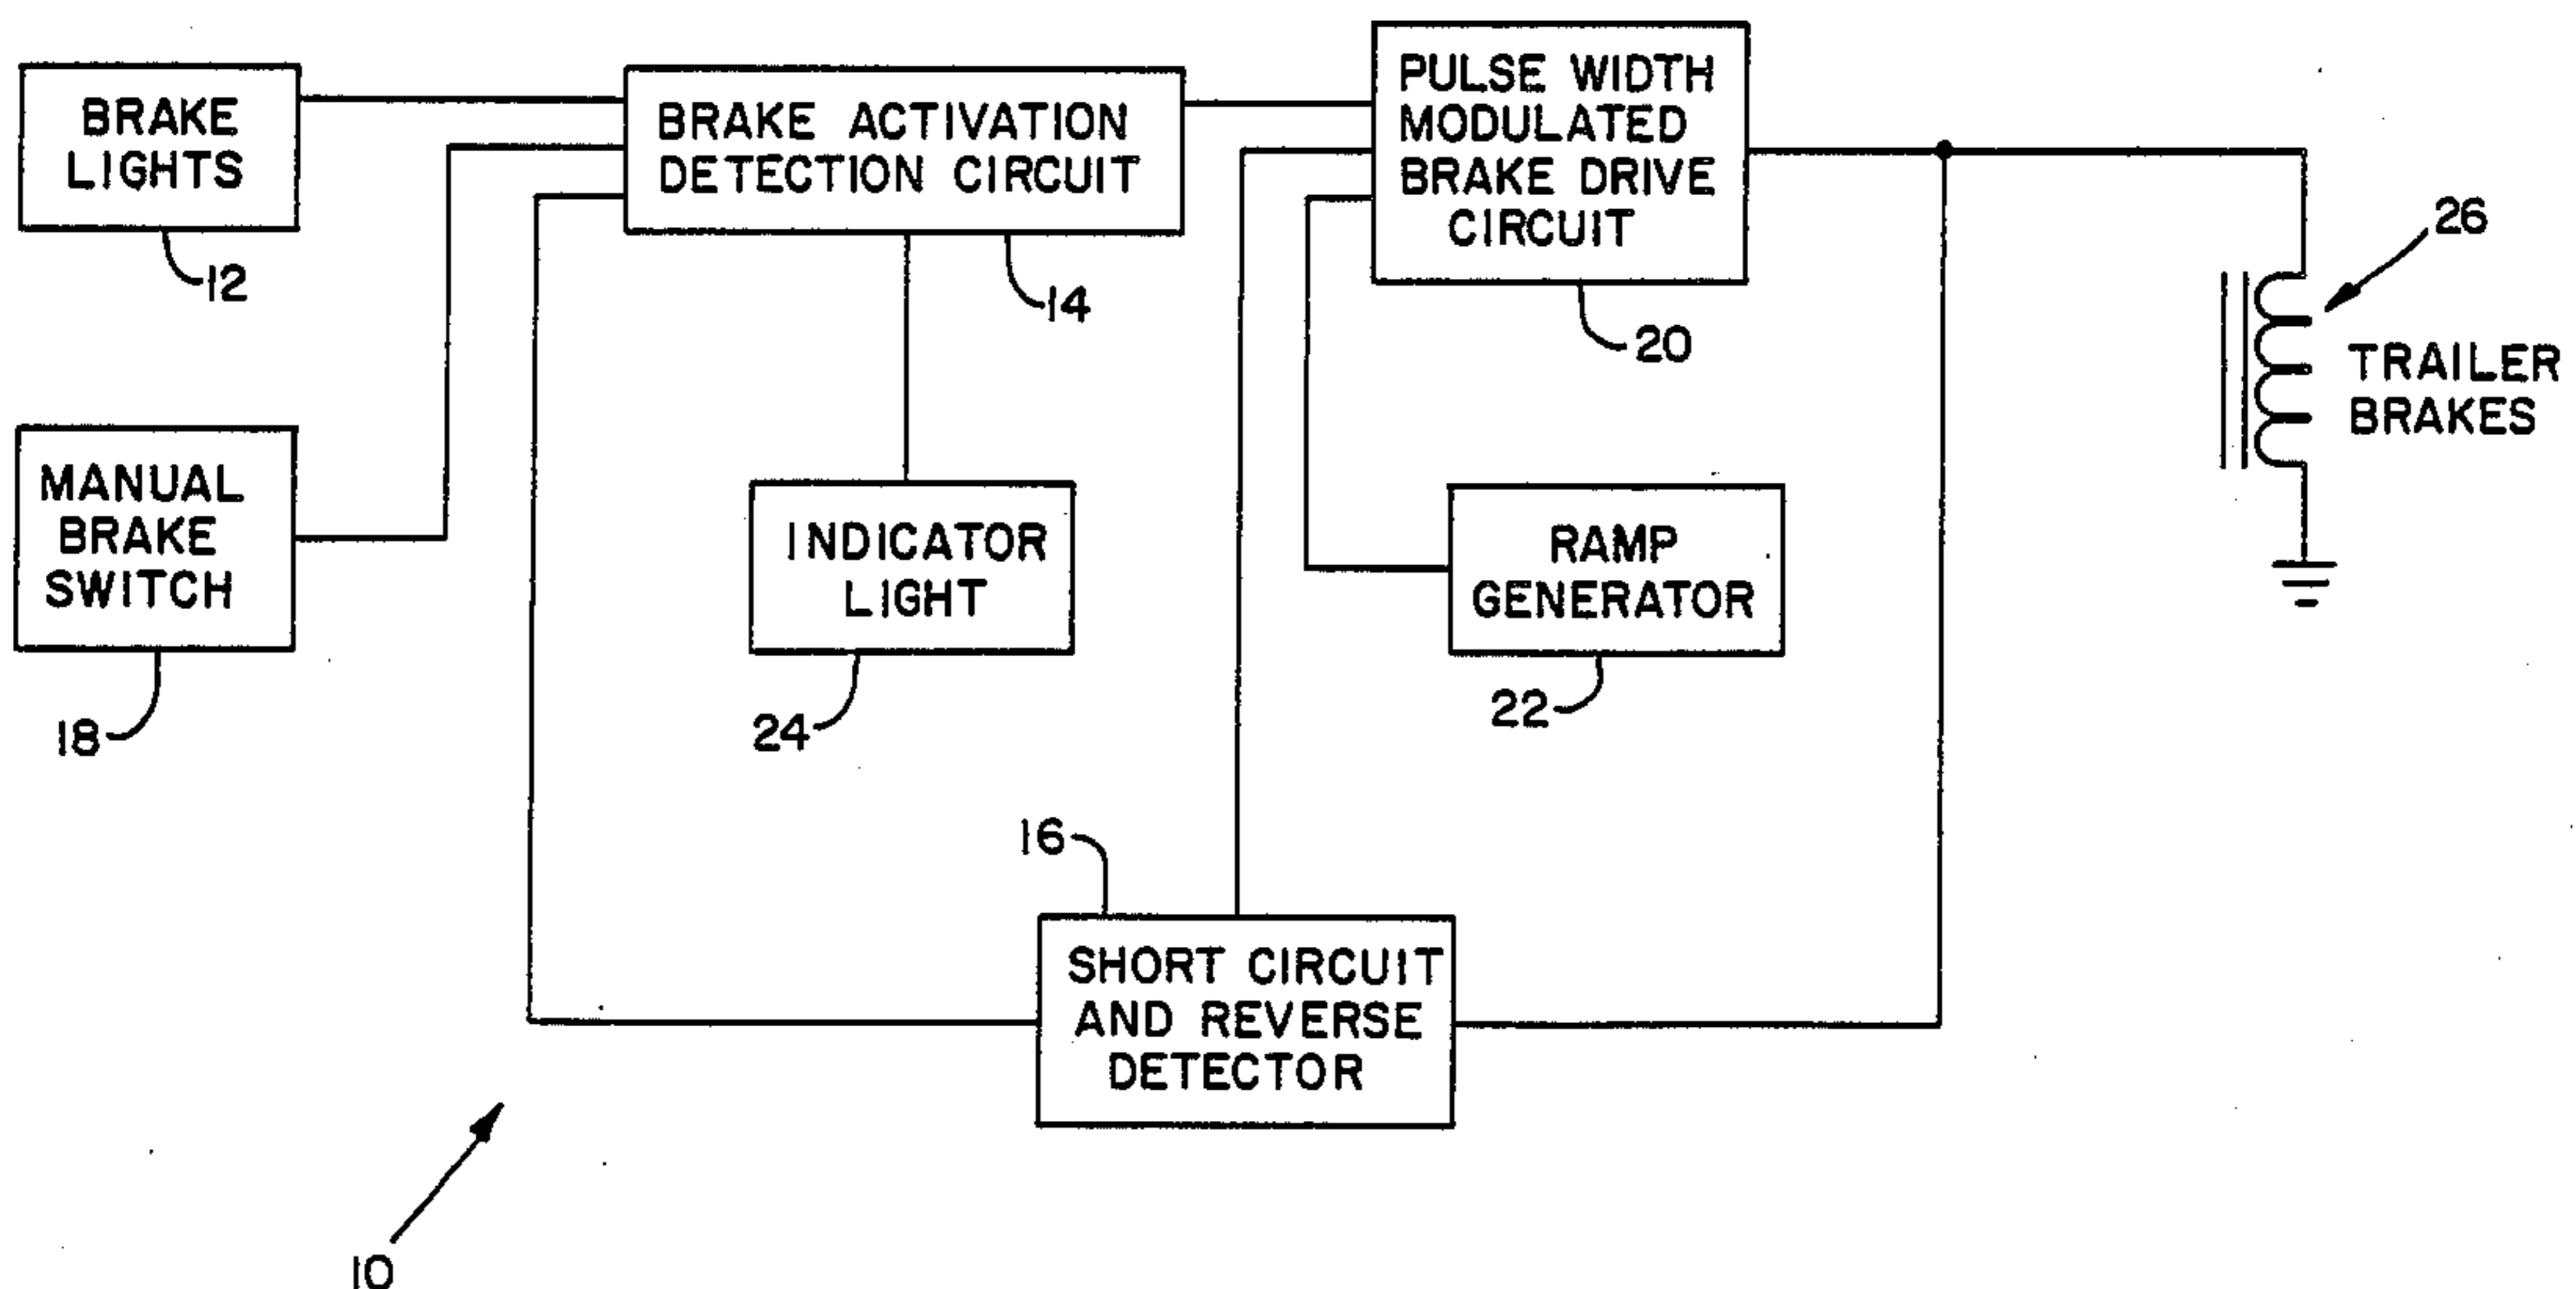 BRAKE
LIGHTS
12
BRAKE ACTIVATION
DETECTION CIRCUIT
14
PULSE WIDTH
MODULATED
BRAKE DRIVE
CIRCUIT
20
26
TRAILER
BRAKES
MANUAL
BRAKE
SWITCH
18
INDICATOR
LIGHT
24
RAMP
GENERATOR
22
16
SHORT CIRCUIT
AND REVERSE
DETECTOR
10